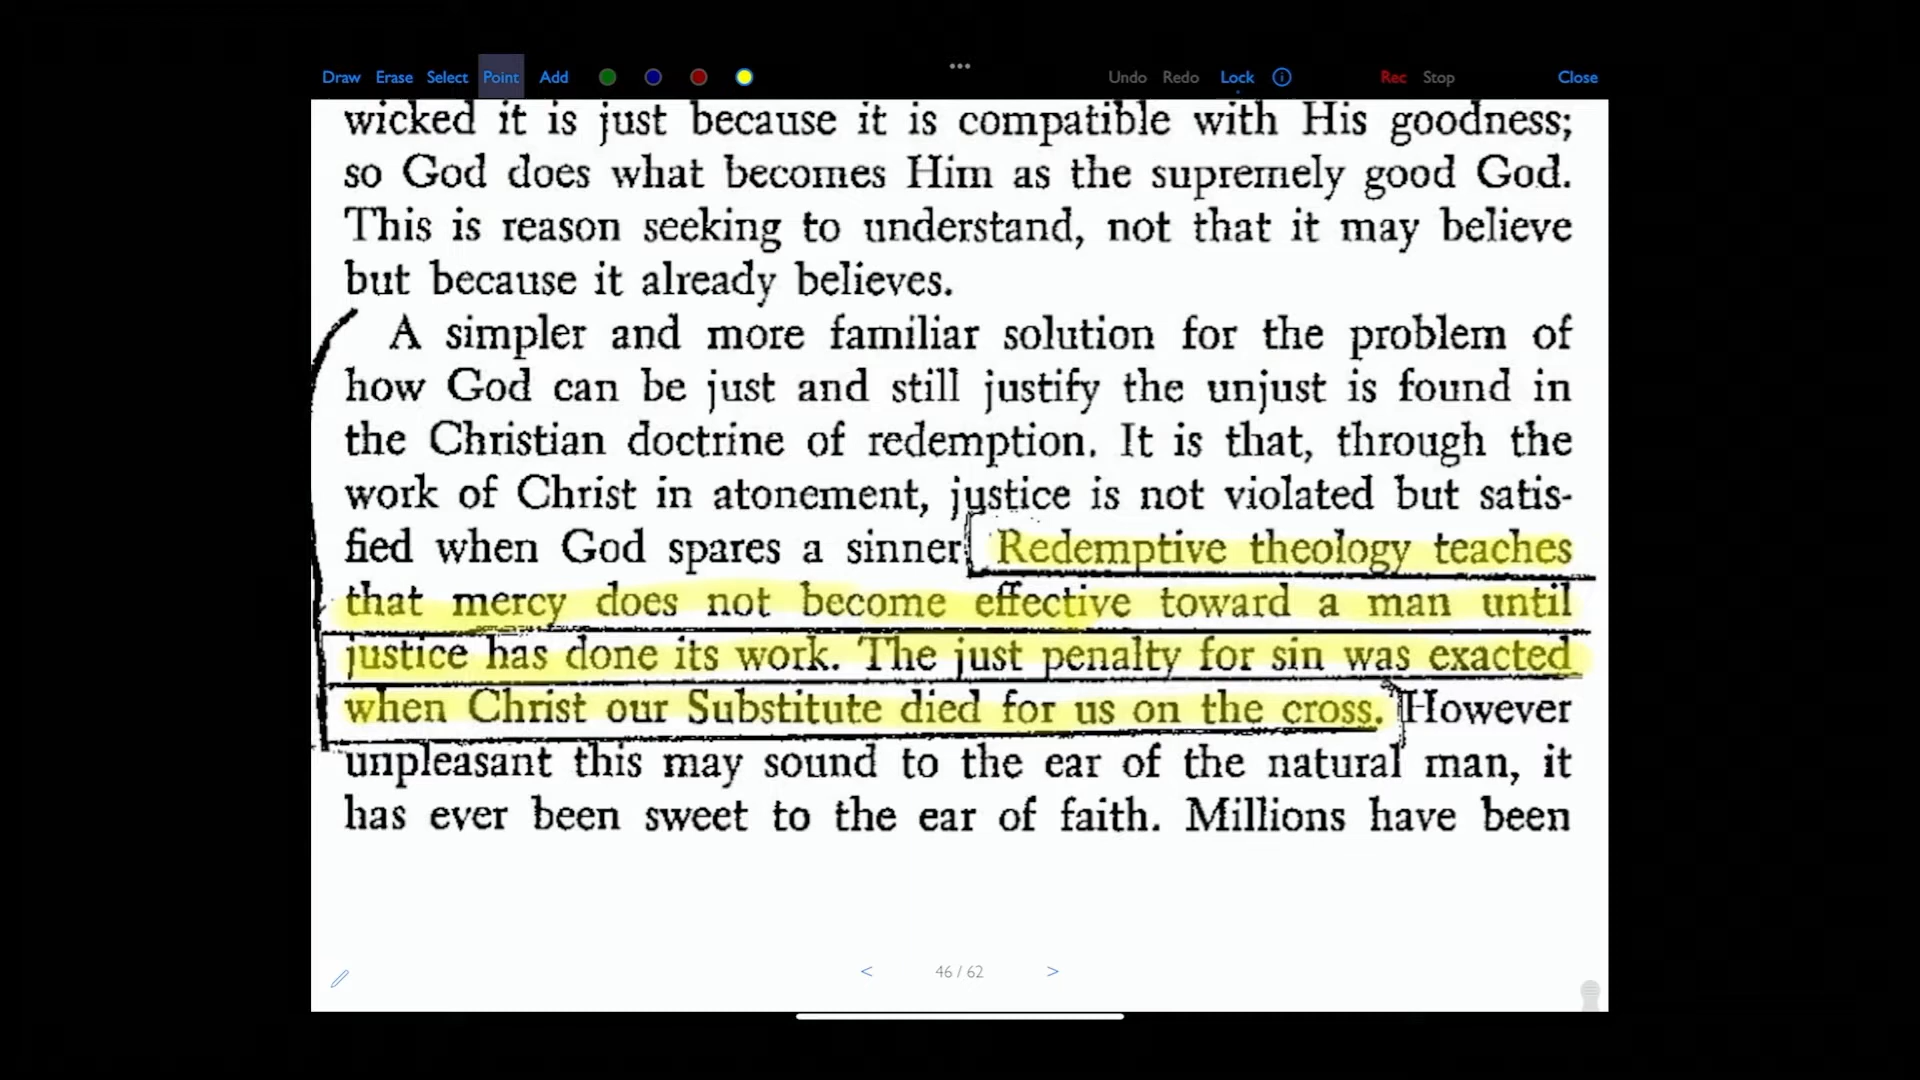 Draw Erase Select Point Add ••• Undo Redo Lock Rec Stop Close
wicked it is just because it is compatible with His goodness;
so God does what becomes Him as the supremely good God.
This is reason seeking to understand, not that it may believe
but because it already believes.
A simpler and more familiar solution for the problem of
how God can be just and still justify the unjust is found in
the Christian doctrine of redemption. It is that, through the
work of Christ in atonement, justice is not violated but satis-
fied when God spares a sinner Redemptive theology teaches
that mercy does not become effective toward a man until
justice has done its work. The just penalty for sin was exacted
when Christ our Substitute died for us on the cross. However
unpleasant this may sound to the ear of the natural man, it
has ever been sweet to the ear of faith. Millions have been
< 46 / 62 >